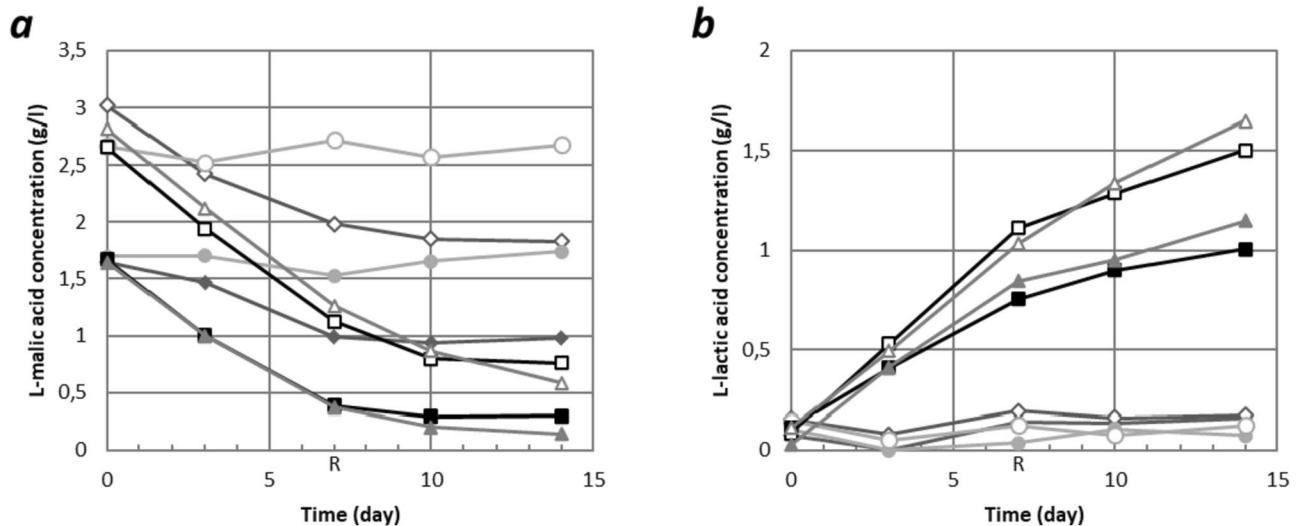 a
b
3,5
3
2,5
2
1,5
1
0,5
0
L-malic acid concentration (g/l)
0
5
10
15
R
Time (day)
2
1,5
1
0,5
0
L-lactic acid concentration (g/l)
0
5
10
15
R
Time (day)